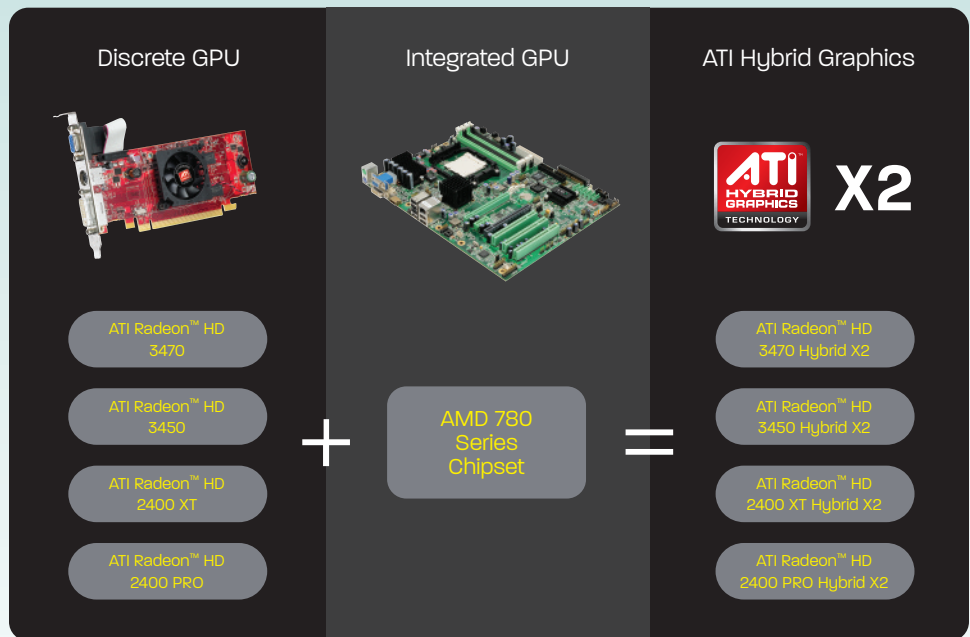 Discrete GPU
Integrated GPU
ATI Hybrid Graphics
ATI™
HYBRID
GRAPHICS
TECHNOLOGY
X2
ATI Radeon™ HD
3470
ATI Radeon™ HD
3450
ATI Radeon™ HD
2400 XT
ATI Radeon™ HD
2400 PRO
+
AMD 780
Series
Chipset
=
ATI Radeon™ HD
3470 Hybrid X2
ATI Radeon™ HD
3450 Hybrid X2
ATI Radeon™ HD
2400 XT Hybrid X2
ATI Radeon™ HD
2400 PRO Hybrid X2